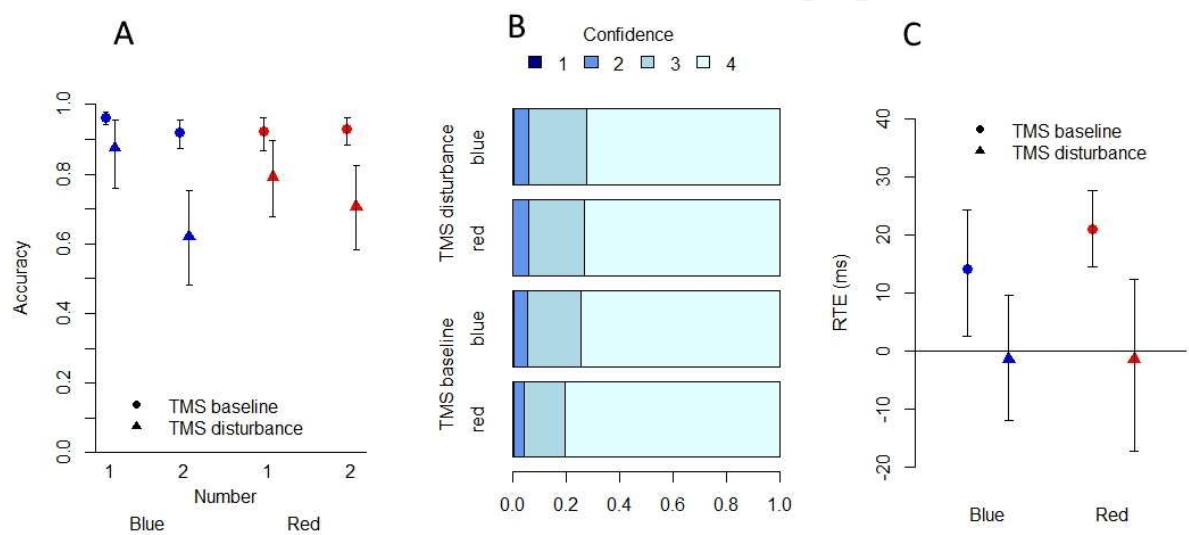 A
Accuracy
1.0
0.8
0.6
0.4
0.2
0.0
TMS baseline
TMS disturbance
1 2 1 2
Number
Blue Red
B
Confidence
1 2 3 4
TMS disturbance
blue
red
TMS baseline
blue
red
0.0 0.2 0.4 0.6 0.8 1.0
C
RTE (ms)
40
30
20
10
0
-10
-20
TMS baseline
TMS disturbance
Blue Red